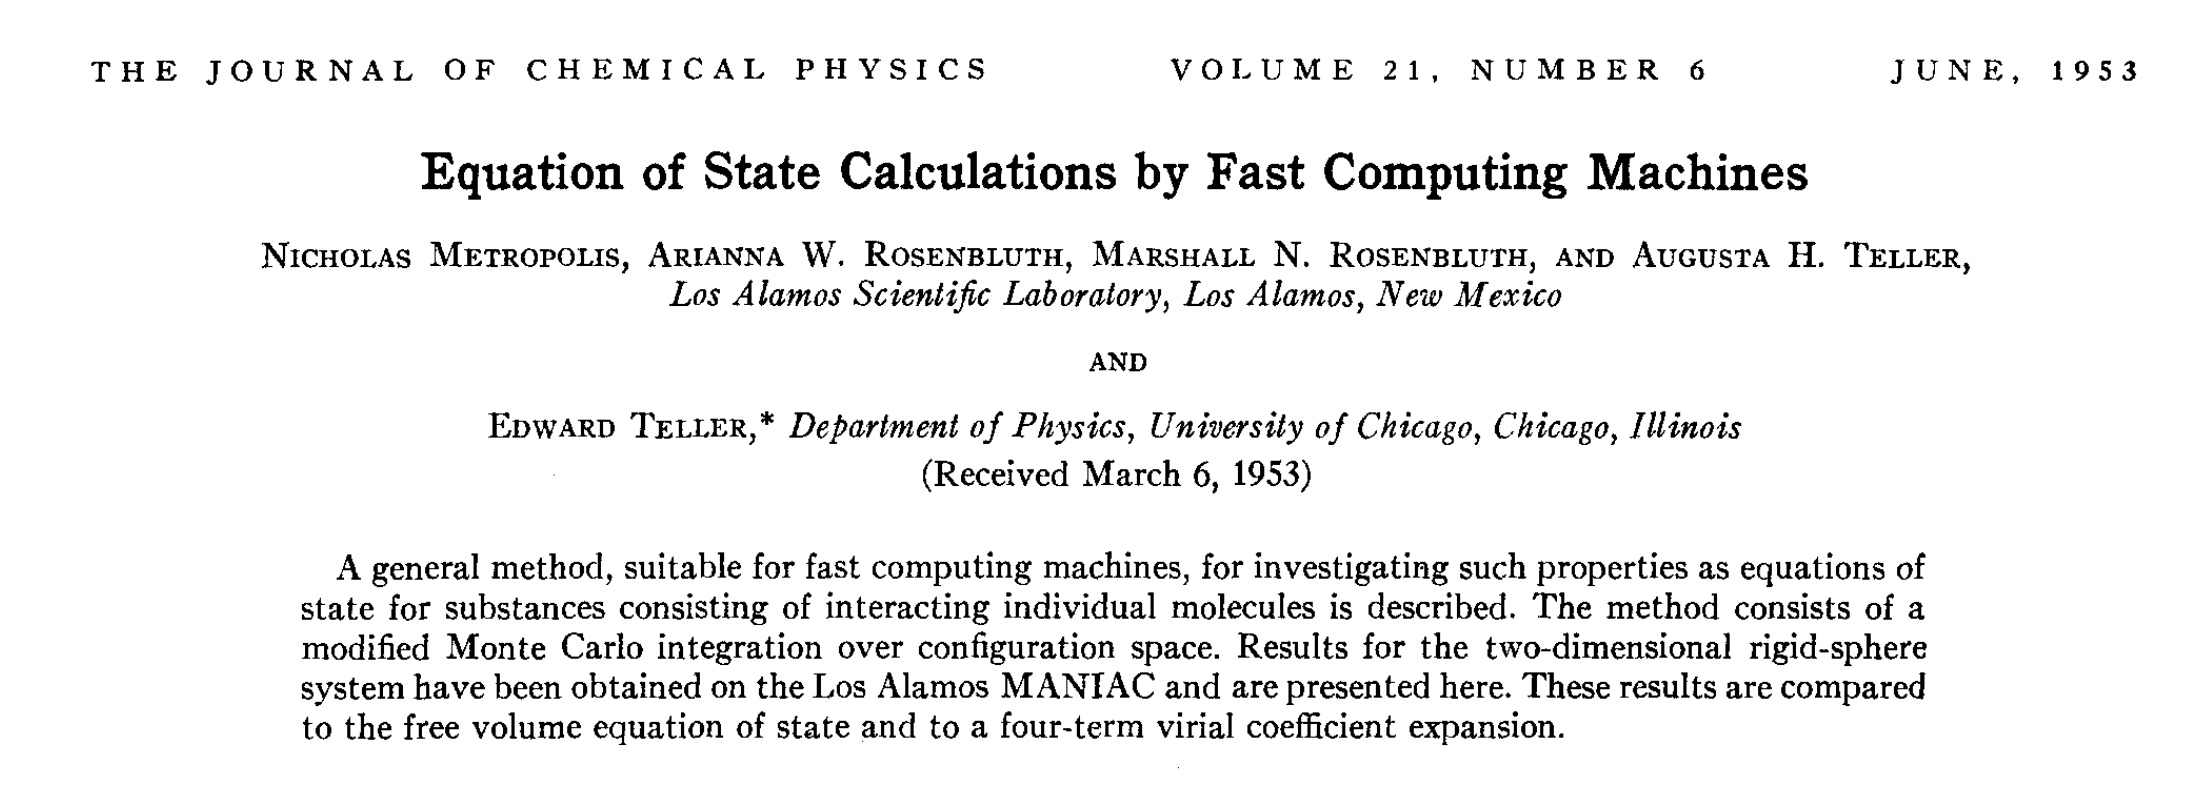 THE JOURNAL OF CHEMICAL PHYSICS VOLUME 21, NUMBER 6 JUNE, 1953
Equation of State Calculations by Fast Computing Machines
NICHOLAS METROPOLIS, ARIANNA W. ROSENBLUTH, MARSHALL N. ROSENBLUTH, AND AUGUSTA H. TELLER,
Los Alamos Scientific Laboratory, Los Alamos, New Mexico
AND
EDWARD TELLER,* Department of Physics, University of Chicago, Chicago, Illinois
(Received March 6, 1953)
A general method, suitable for fast computing machines, for investigating such properties as equations of
state for substances consisting of interacting individual molecules is described. The method consists of a
modified Monte Carlo integration over configuration space. Results for the two-dimensional rigid-sphere
system have been obtained on the Los Alamos MANIAC and are presented here. These results are compared
to the free volume equation of state and to a four-term virial coefficient expansion.